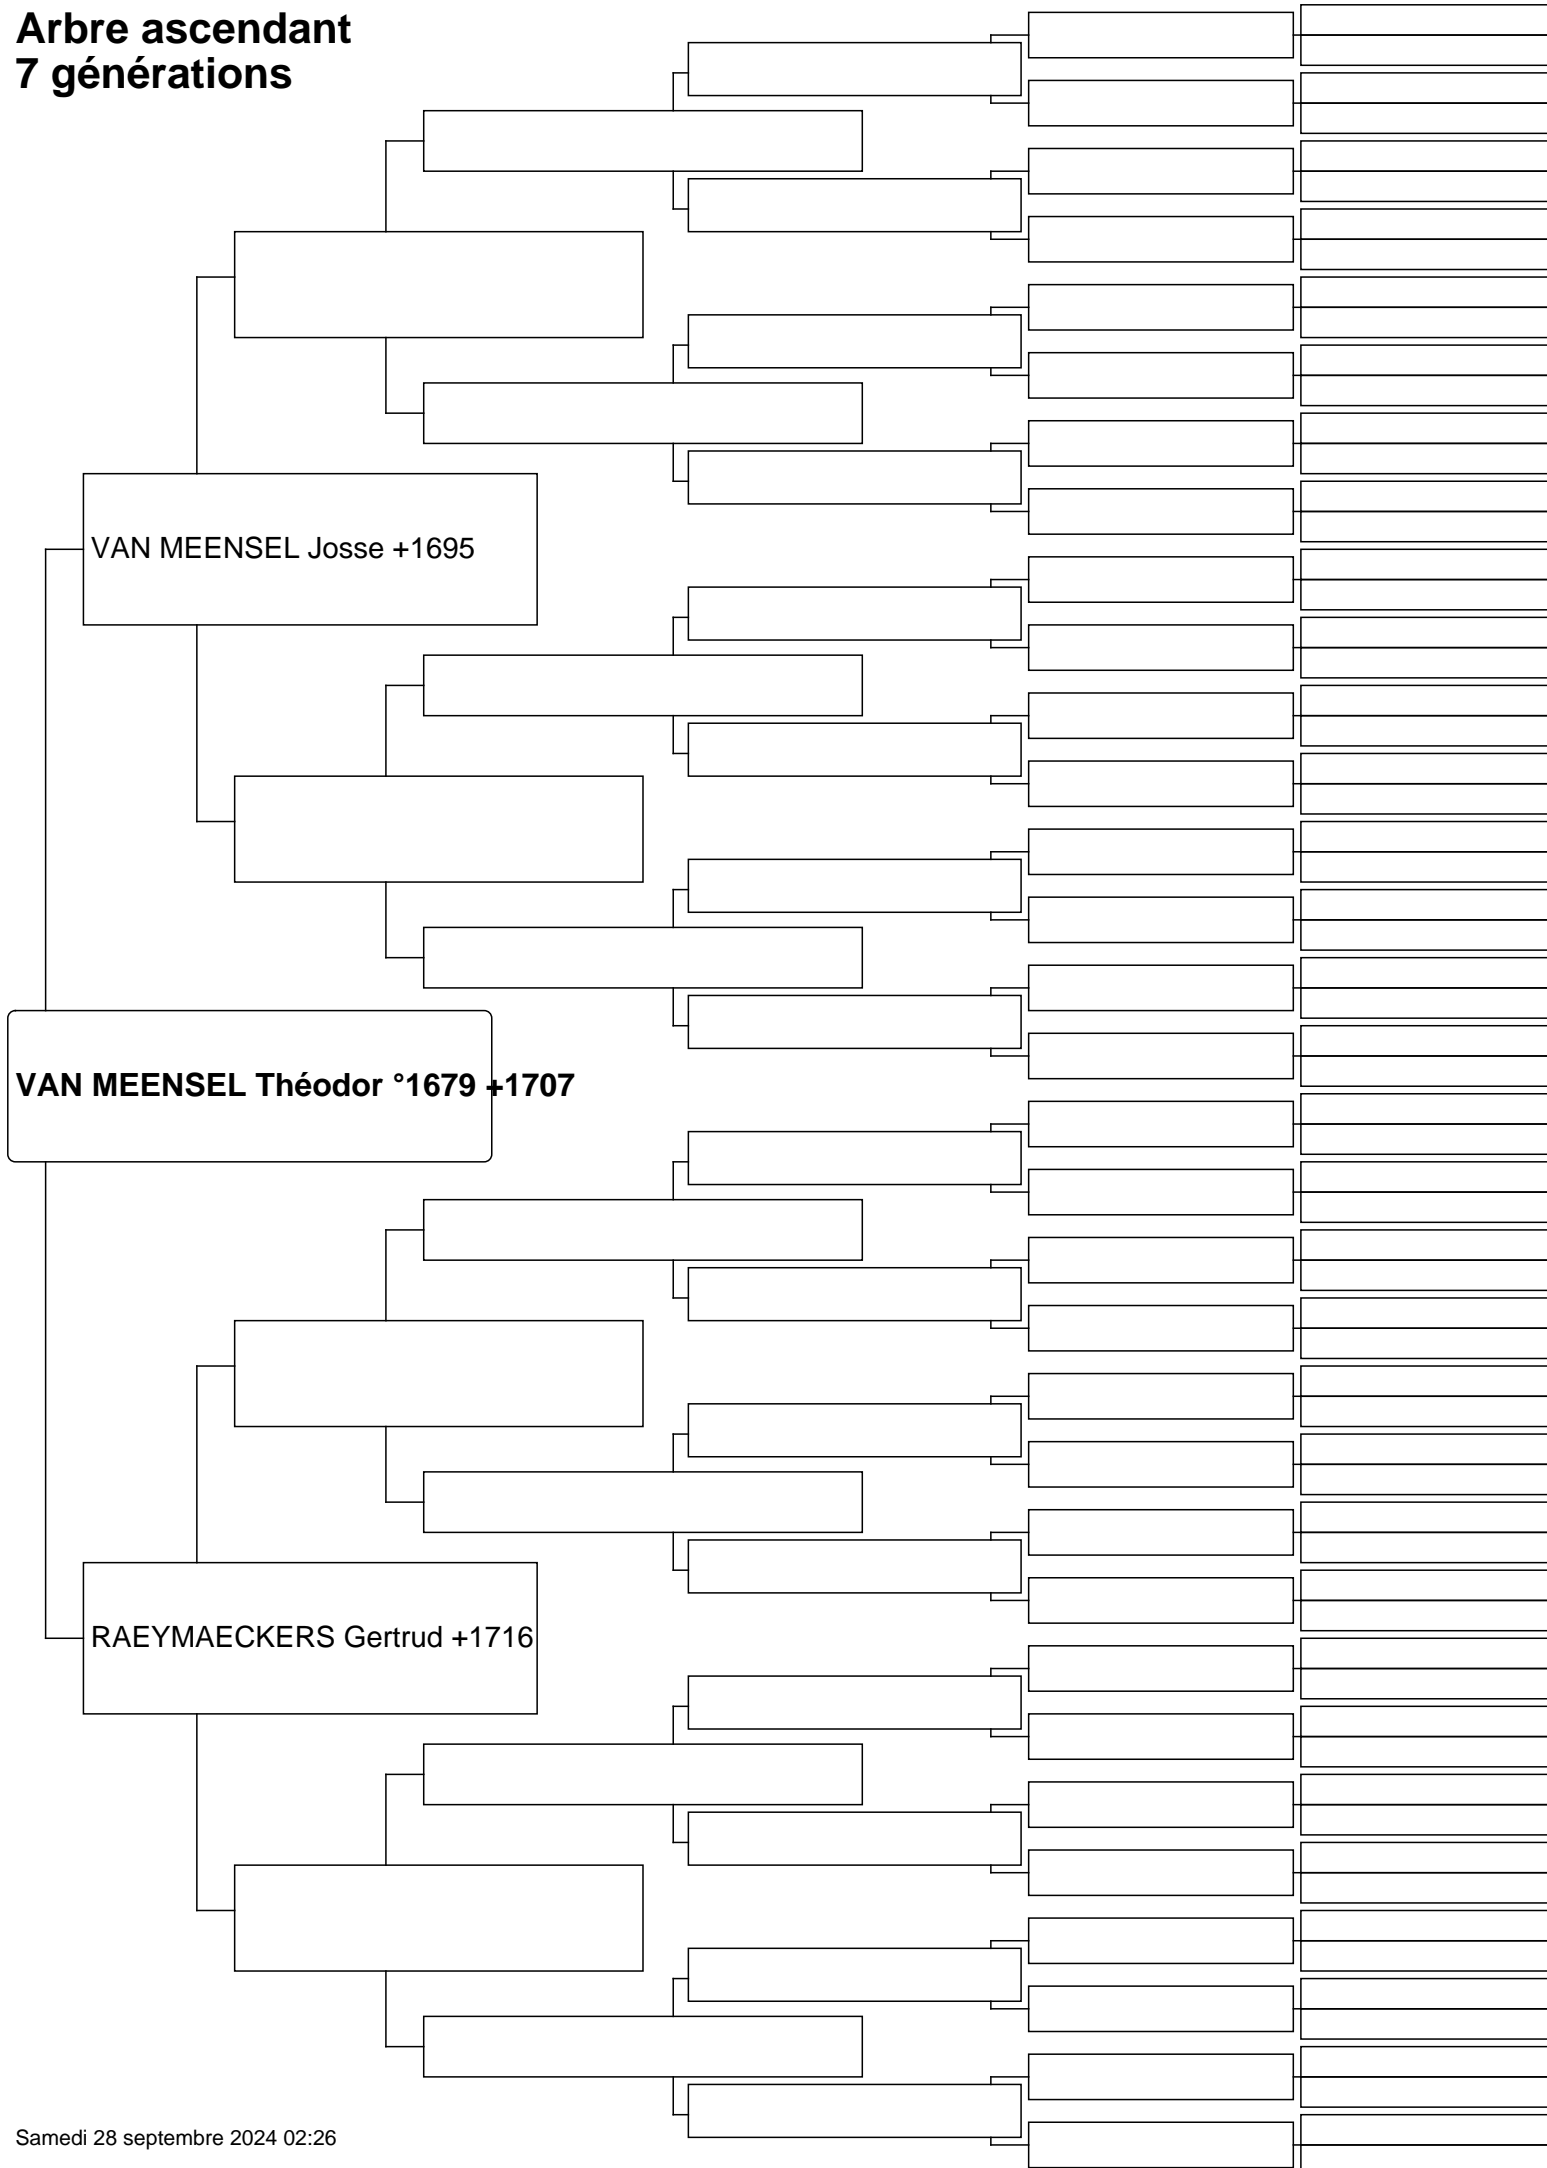 Arbre ascendant
7 générations
VAN MEENSEL Josse +1695
VAN MEENSEL Théodor °1679 +1707
RAEYMAECKERS Gertrud +1716
Samedi 28 septembre 2024 02:26